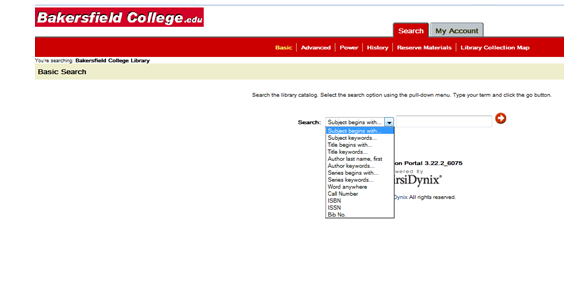 Bakersfield College.edu
Search My Account
Basic Advanced Power History Reserve Materials Library Collection Map
You're searching: Bakersfield College Library
Basic Search
Search the library catalog. Select the search option using the pull-down menu. Type your term and click the go button.
Search: Subject begins with...
Subject begins with...
Subject keywords...
Title begins with...
Title keywords...
Author last name, first
Author keywords...
Series begins with...
Series keywords...
Word anywhere
Call Number
ISBN
ISSN
Bib No.
on Portal 3.22.2_6075
wered by
rsiDynix
Dynix All rights reserved.